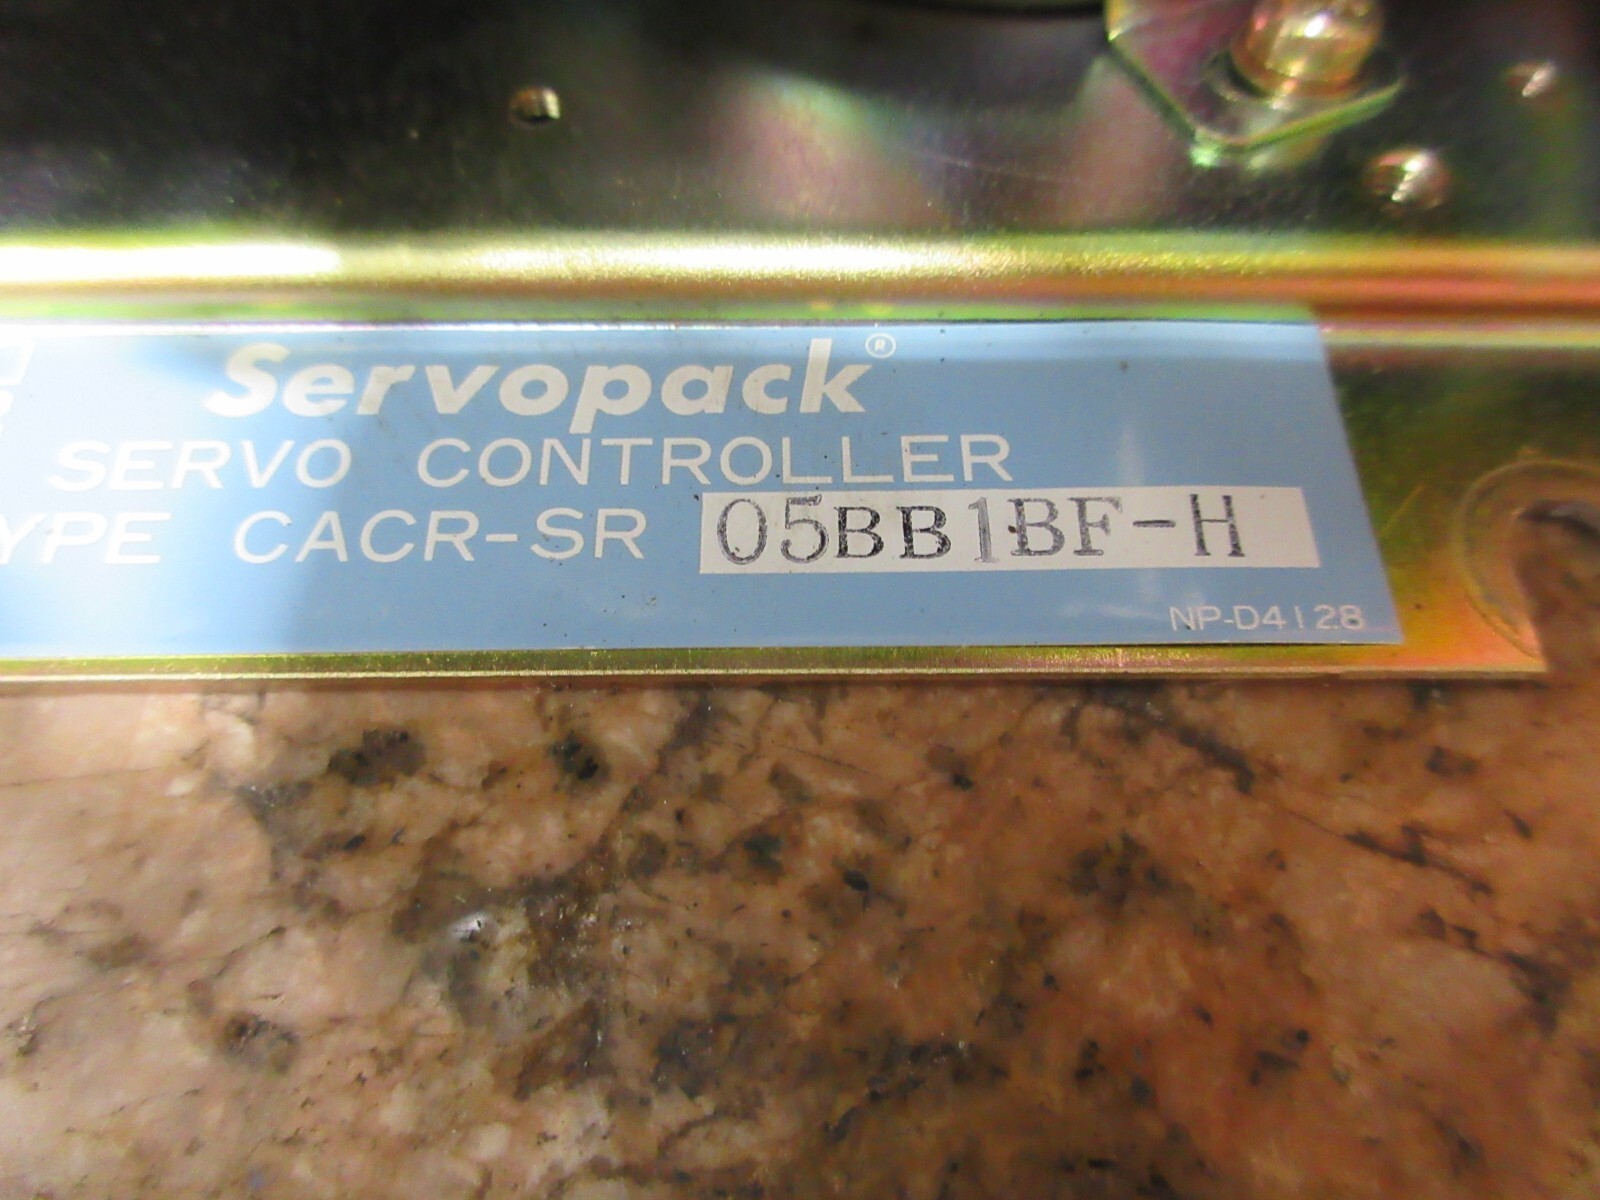 Servopack®
SERVO CONTROLLER
YPE CACR-SR 05BB1BF-H
NP-D4128